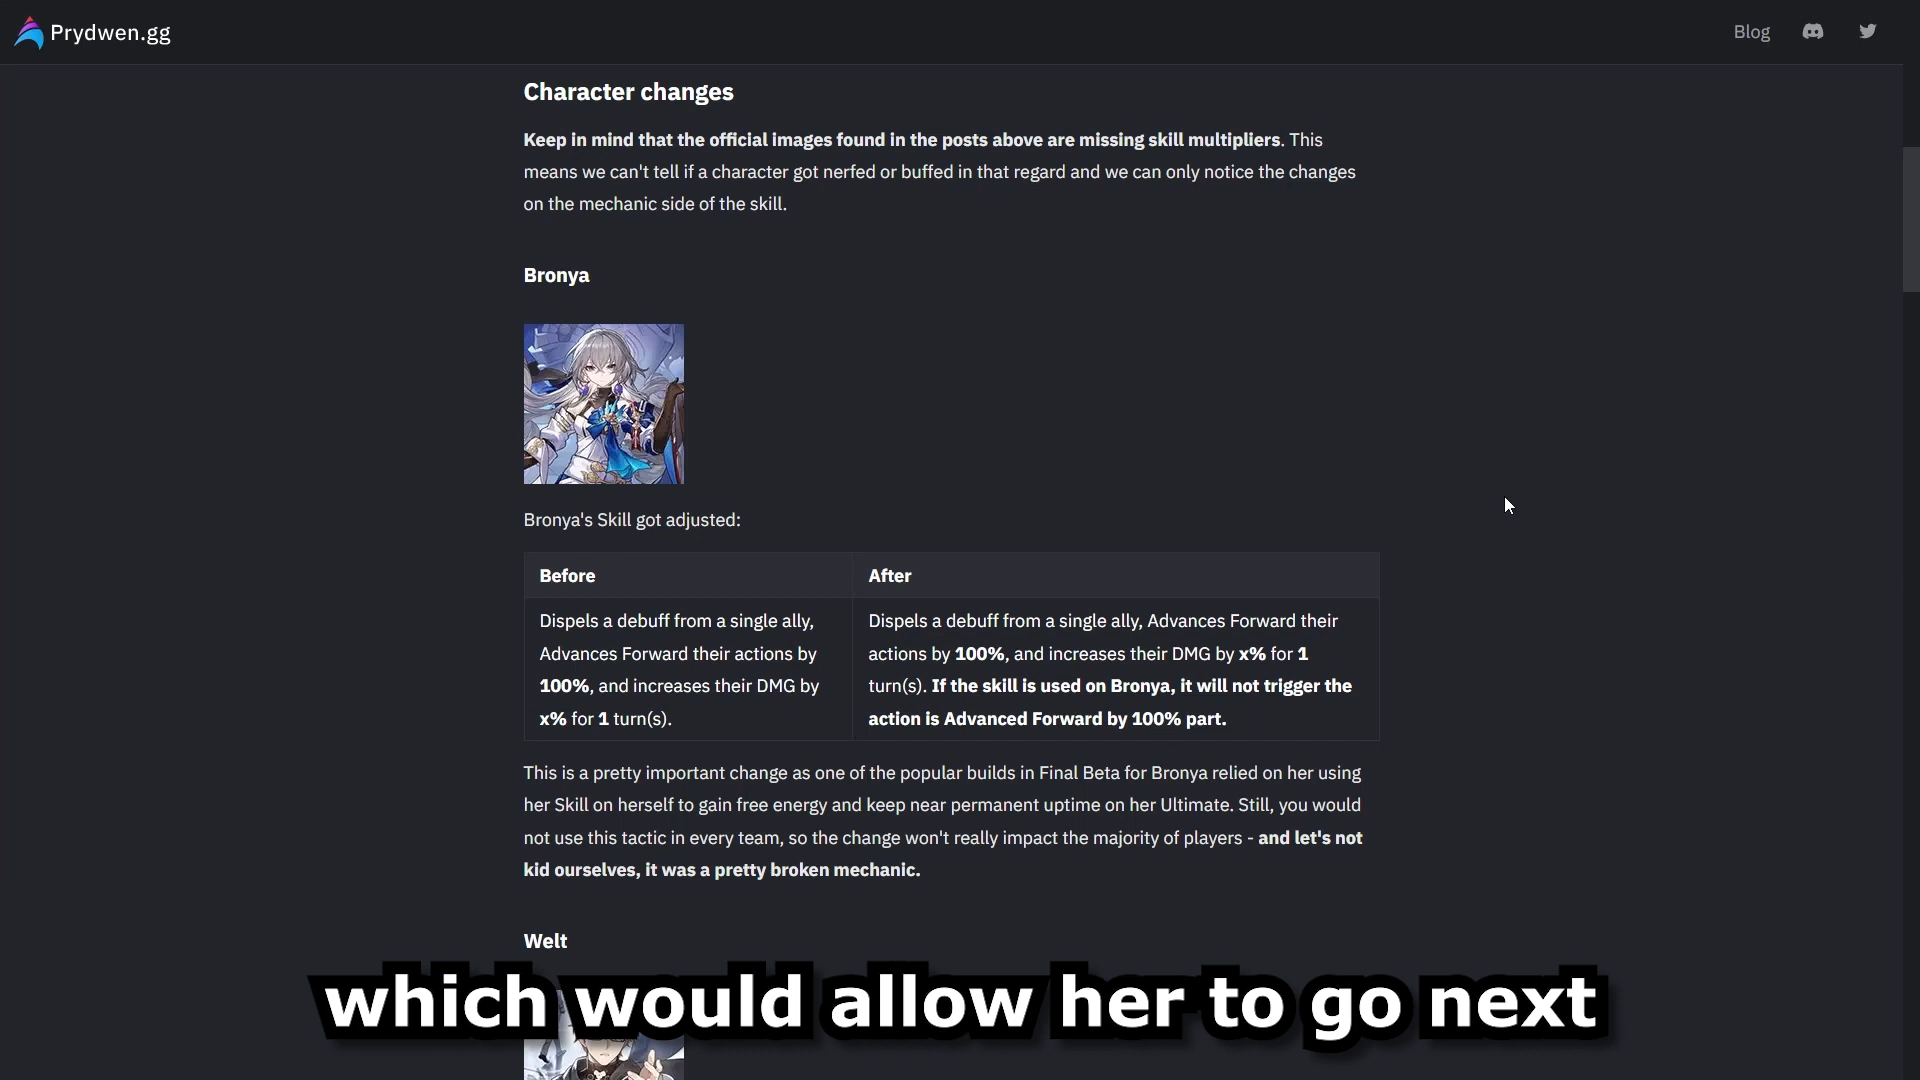 Prydwen.gg
Blog
Character changes
Keep in mind that the official images found in the posts above are missing skill multipliers. This
means we can't tell if a character got nerfed or buffed in that regard and we can only notice the changes
on the mechanic side of the skill.
Bronya
Bronya's Skill got adjusted:
Before
After
Dispels a debuff from a single ally,
Advances Forward their actions by
100%, and increases their DMG by
x% for 1 turn(s).
Dispels a debuff from a single ally, Advances Forward their
actions by 100%, and increases their DMG by x% for 1
turn(s). If the skill is used on Bronya, it will not trigger the
action is Advanced Forward by 100% part.
This is a pretty important change as one of the popular builds in Final Beta for Bronya relied on her using
her Skill on herself to gain free energy and keep near permanent uptime on her Ultimate. Still, you would
not use this tactic in every team, so the change won't really impact the majority of players - and let's not
kid ourselves, it was a pretty broken mechanic.
Welt
which would allow her to go next